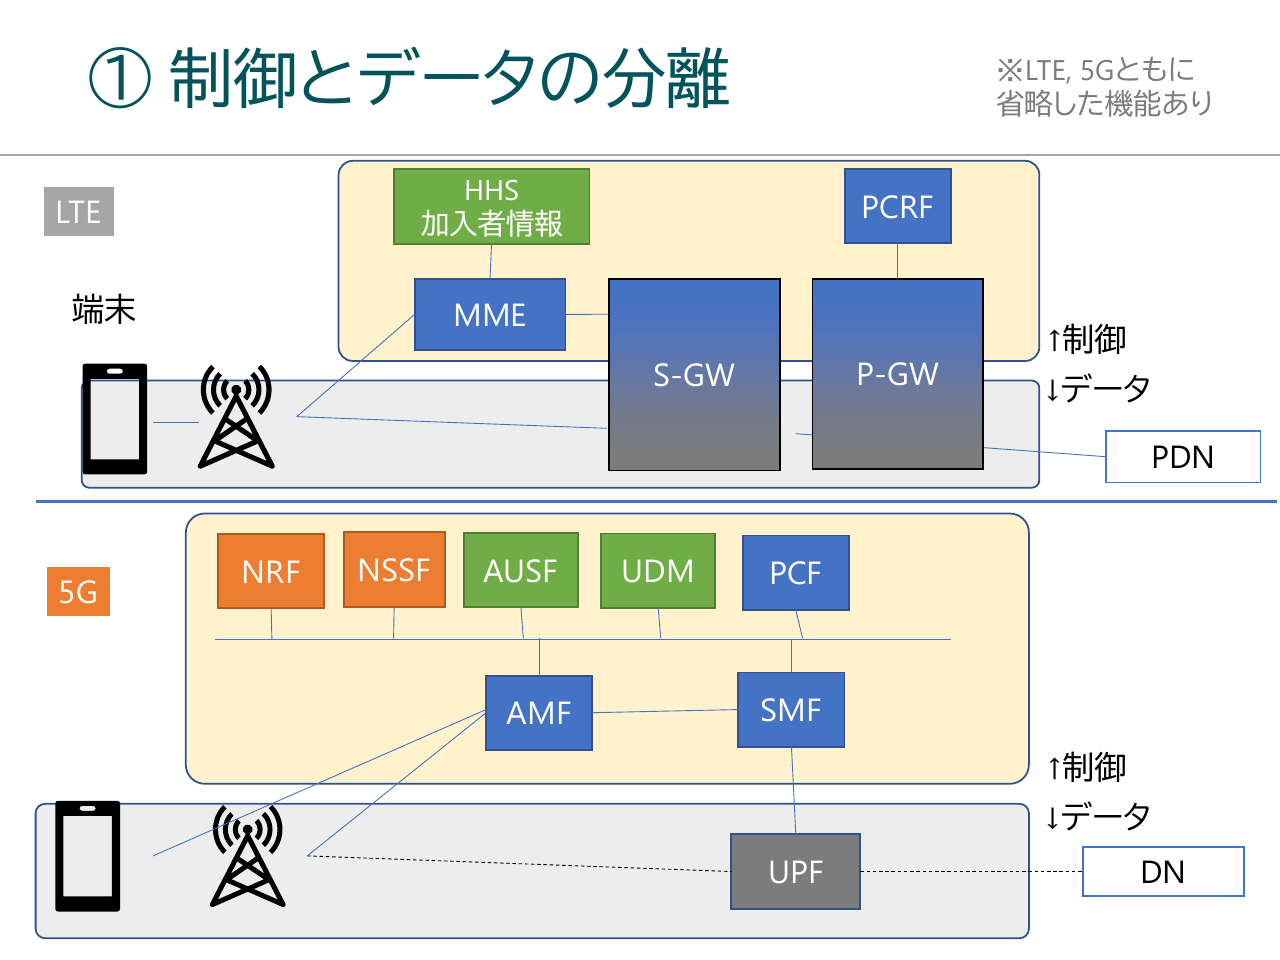 ① 制御とデータの分離
※LTE, 5Gともに
省略した機能あり
LTE
HHS
加入者情報
PCRF
端末
MME
S-GW
P-GW
↑制御
↓データ
PDN
5G
NRF
NSSF
AUSF
UDM
PCF
AMF
SMF
↑制御
↓データ
UPF
DN